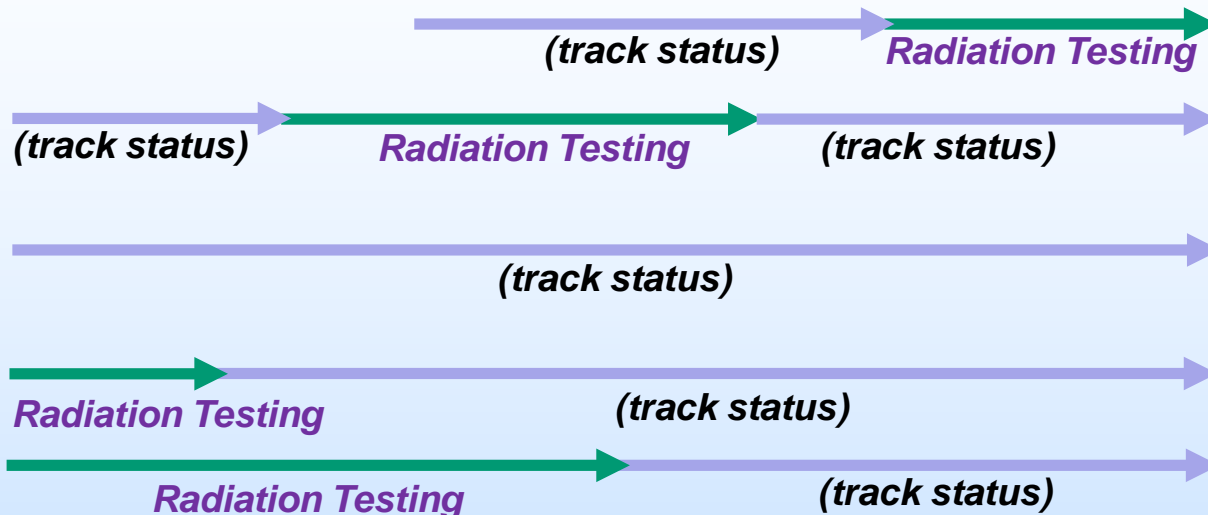 (track status) Radiation Testing
(track status) Radiation Testing (track status)
(track status)
Radiation Testing (track status)
Radiation Testing (track status)